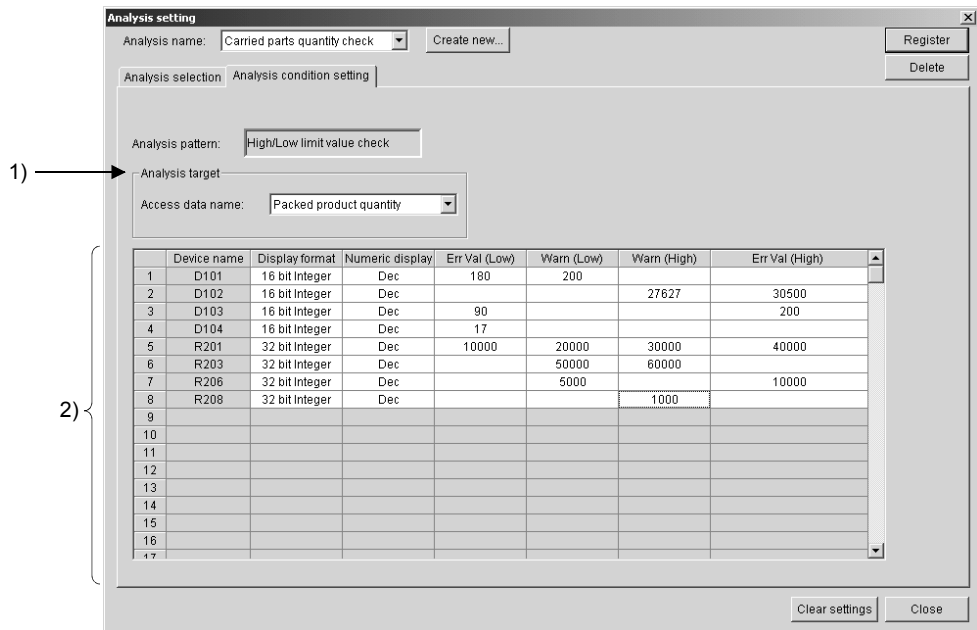 Analysis setting
Analysis name: Carried parts quantity check Create new... Register
Delete
Analysis selection Analysis condition setting
Analysis pattern: High/Low limit value check
1)
Analysis target
Access data name: Packed product quantity
2)
Device name Display format Numeric display Err Val (Low) Warn (Low) Warn (High) Err Val (High)
1 D101 16 bit Integer Dec 180 200
2 D102 16 bit Integer Dec 27627 30500
3 D103 16 bit Integer Dec 90 200
4 D104 16 bit Integer Dec 17
5 R201 32 bit Integer Dec 10000 20000 30000 40000
6 R203 32 bit Integer Dec 50000 60000
7 R206 32 bit Integer Dec 5000 10000
8 R208 32 bit Integer Dec 1000
9
10
11
12
13
14
15
16
17
Clear settings Close